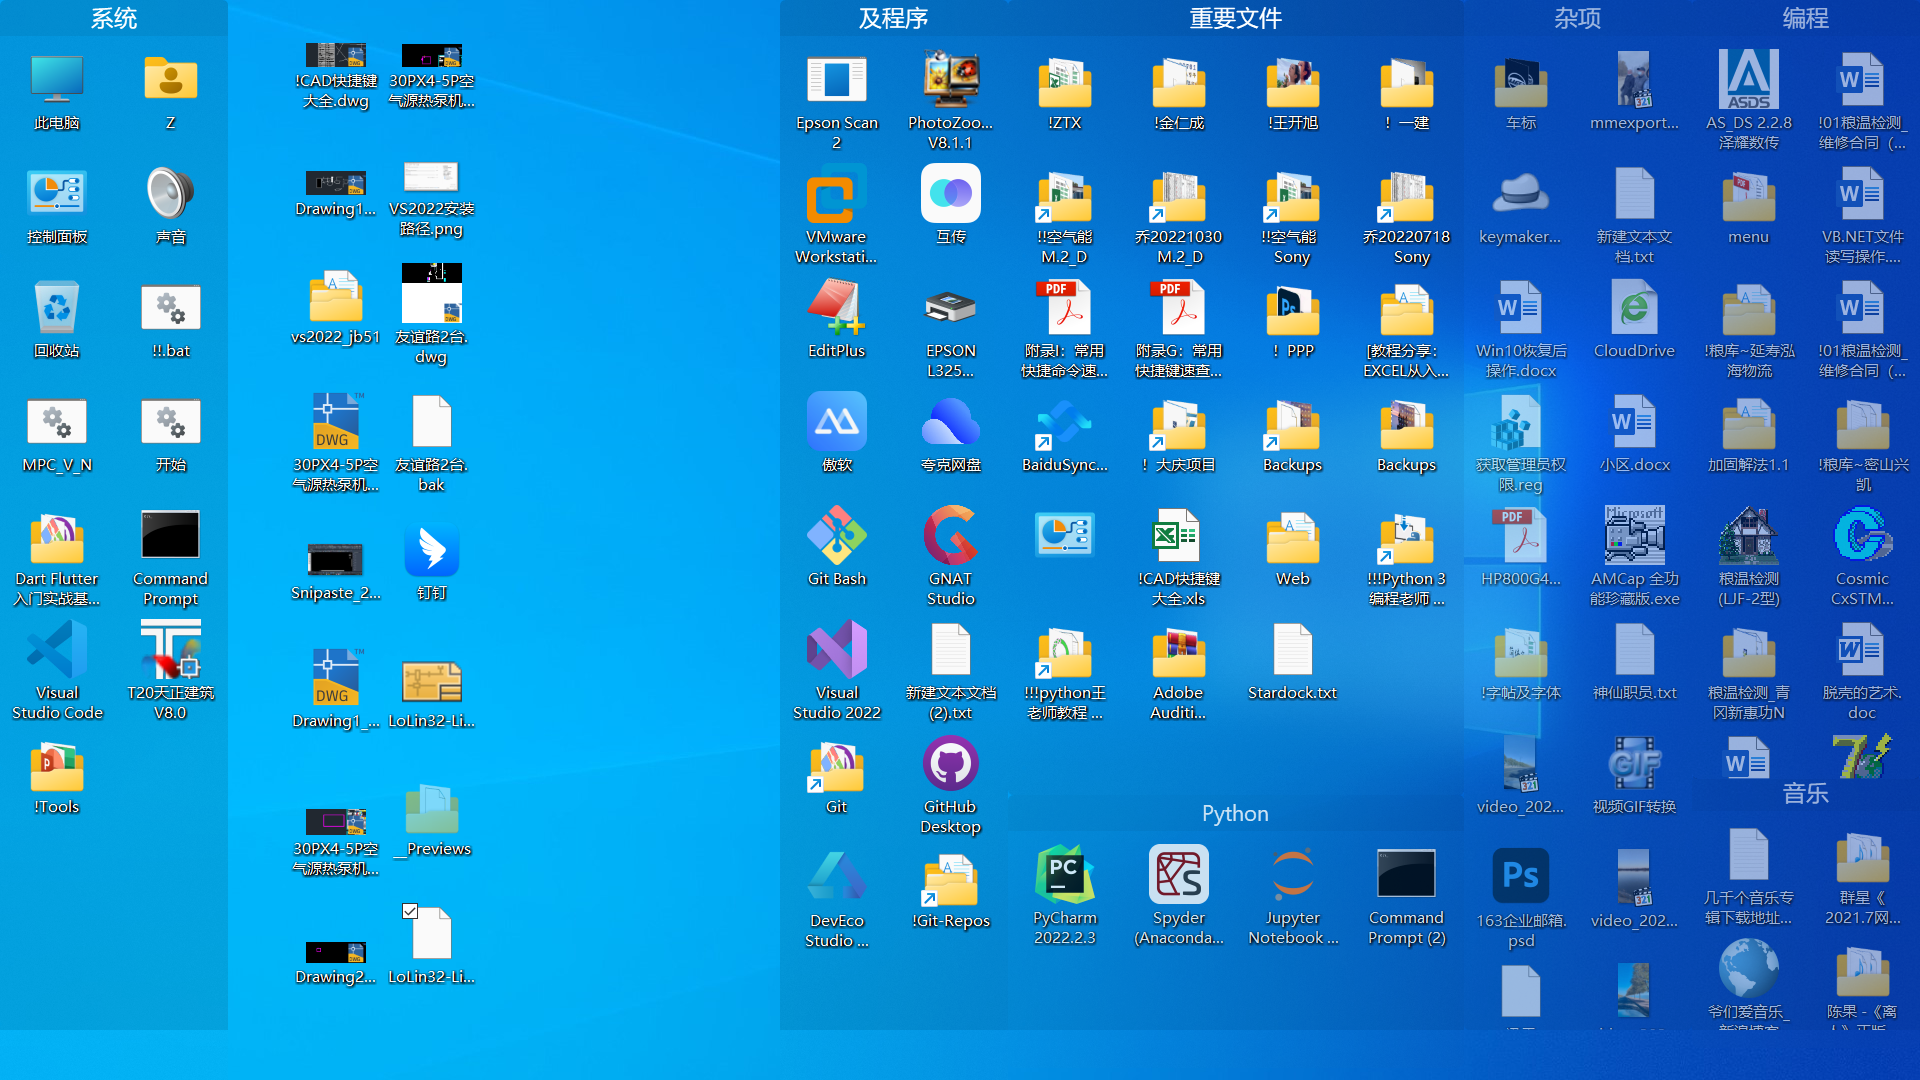 系统
此电脑
Z
控制面板
声音
回收站
!!.bat
MPC_V_N
开始
Dart Flutter
入门实战基...
Command
Prompt
Visual
Studio Code
T20天正建筑
V8.0
!Tools
!CAD快捷键
大全.dwg
30PX4-5P空
气源热泵机...
Drawing1...
VS2022安装
路径.png
vs2022_jb51
友谊路2台.
dwg
30PX4-5P空
气源热泵机...
友谊路2台.
bak
Snipaste_2...
钉钉
Drawing1_...
LoLin32-Li...
30PX4-5P空
气源热泵机...
__Previews
Drawing2...
LoLin32-Li...
及程序
Epson Scan
2
PhotoZoo...
V8.1.1
VMware
Workstati...
互传
EditPlus
EPSON
L325...
傲软
夸克网盘
Git Bash
GNAT
Studio
Visual
Studio 2022
新建文本文档
(2).txt
Git
GitHub
Desktop
DevEco
Studio ...
!Git-Repos
重要文件
!ZTX
!金仁成
!王开旭
！一建
!!空气能
M.2_D
乔20221030
M.2_D
!!空气能
Sony
乔20220718
Sony
附录I：常用
快捷命令速...
附录G：常用
快捷键速查...
！PPP
[教程分享：
EXCEL从入...
BaiduSync...
！大庆项目
Backups
Backups
!CAD快捷键
大全.xls
Web
!!!Python 3
编程老师 ...
!!!python王
老师教程 ...
Adobe
Auditi...
Stardock.txt
Python
PyCharm
2022.2.3
Spyder
(Anaconda...
Jupyter
Notebook ...
Command
Prompt (2)
杂项
车标
mmexport...
keymaker...
新建文本文
档.txt
Win10恢复后
操作.docx
CloudDrive
获取管理员权
限.reg
小区.docx
HP800G4...
AMCap 全功
能珍藏版.exe
!字帖及字体
神仙职员.txt
video_202...
视频GIF转换
163企业邮箱.
psd
video_202...
编程
AS_DS 2.2.8
泽耀数传
!01粮温检测_
维修合同（...
menu
VB.NET文件
读写操作....
!粮库~延寿泓
海物流
!01粮温检测_
维修合同（...
加固解法1.1
!粮库~密山兴
凯
粮温检测
(LJF-2型)
Cosmic
CxSTM...
粮温检测_青
冈新惠功N
脱壳的艺术.
doc
音乐
几千个音乐专
辑下载地址...
群星《
2021.7网...
爷们爱音乐_
陈果 -《离